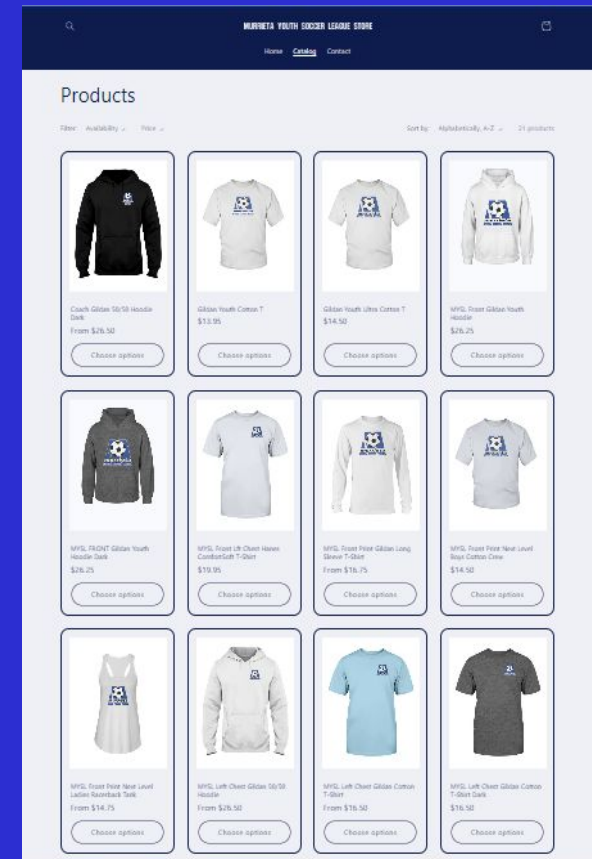 MURRIETA YOUTH SOCCER LEAGUE STORE
Home Catalog Contact
Products
Filter: Availability Price
Sort by: Alphabetically, A-Z 21 products
Coach Gildan 50/50 Hoodie
Dark
From $26.50
Choose options
Gildan Youth Cotton T
$13.95
Choose options
Gildan Youth Ultra Cotton T
$14.50
Choose options
MYSL Front Gildan Youth
Hoodie
$26.25
Choose options
MYSL FRONT Gildan Youth
Hoodie Dark
$26.25
Choose options
MYSL Front Lft Chest Hanes
ComfortSoft T-Shirt
$19.95
Choose options
MYSL Front Print Gildan Long
Sleeve T-Shirt
From $16.75
Choose options
MYSL Front Print Next Level
Boys Cotton Crew
$14.50
Choose options
MYSL Front Print Next Level
Ladies Racerback Tank
From $14.75
Choose options
MYSL Left Chest Gildan 50/50
Hoodie
From $26.50
Choose options
MYSL Left Chest Gildan Cotton
T-Shirt
From $16.50
Choose options
MYSL Left Chest Gildan Cotton
T-Shirt Dark
$16.50
Choose options